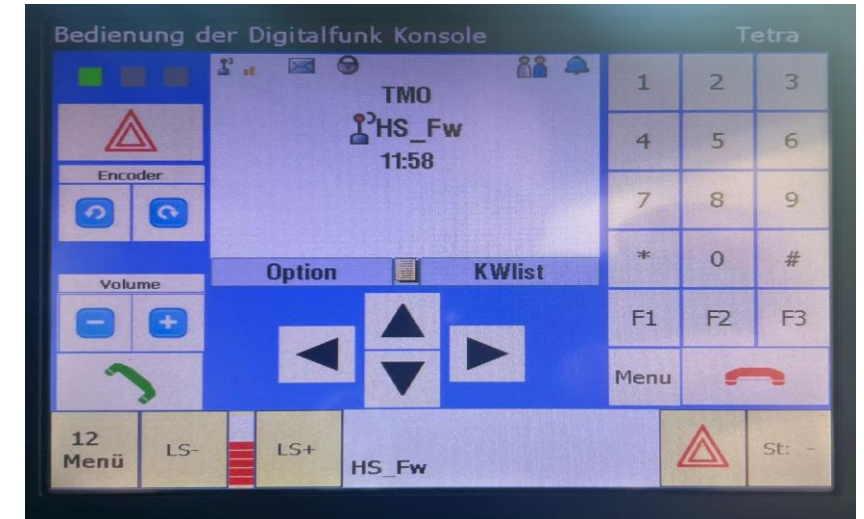 Bedienung der Digitalfunk Konsole Tetra
TMO
HS_Fw
11:58
Option KWlist
Encoder
Volume
1 2 3
4 5 6
7 8 9
* 0 #
F1 F2 F3
Menu
12
Menü
LS-
LS+
HS_Fw
St: -